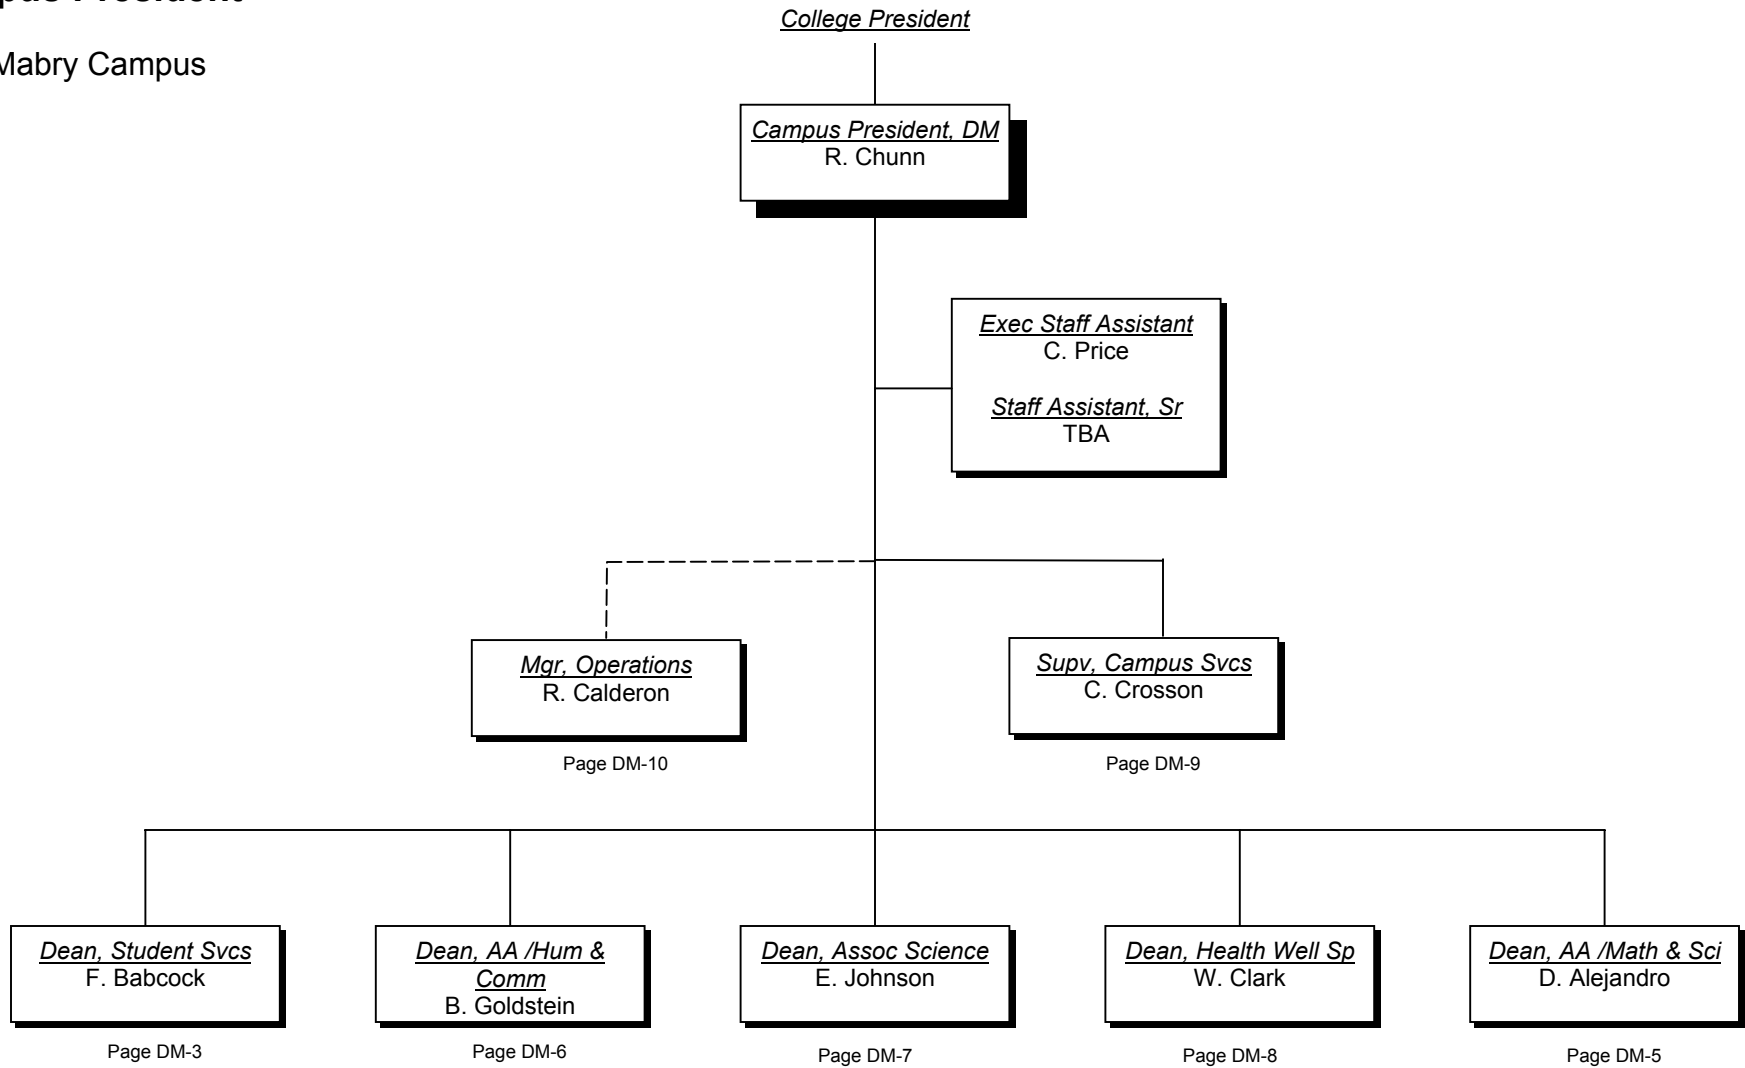 President
Mabry Campus
College President
Campus President, DM
R. Chunn
Exec Staff Assistant
C. Price
Staff Assistant, Sr
TBA
Mgr, Operations
R. Calderon
Page DM-10
Supv, Campus Svcs
C. Crosson
Page DM-9
Dean, Student Svcs
F. Babcock
Page DM-3
Dean, AA /Hum &
Comm
B. Goldstein
Page DM-6
Dean, Assoc Science
E. Johnson
Page DM-7
Dean, Health Well Sp
W. Clark
Page DM-8
Dean, AA /Math & Sci
D. Alejandro
Page DM-5